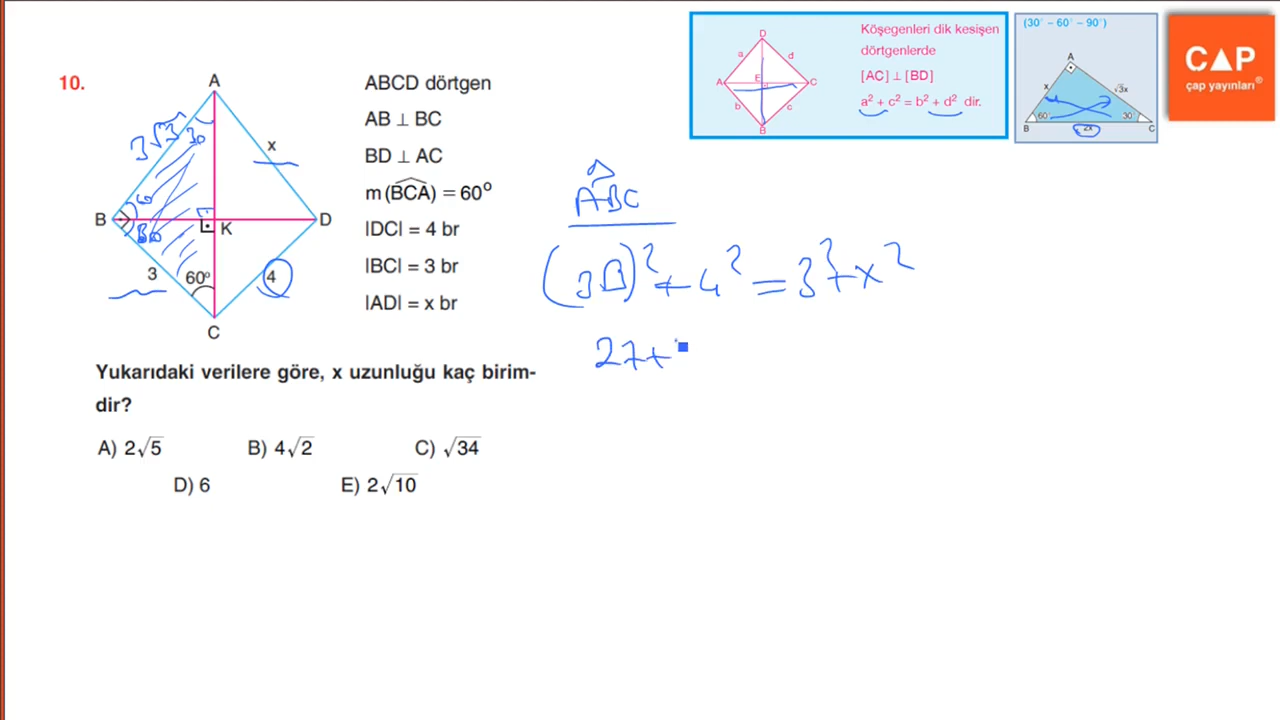 10.
ABCD dörtgen
AB ⊥ BC
BD ⊥ AC
m(BCA) = 60°
|DC| = 4 br
|BC| = 3 br
|AD| = x br
A
B
C
D
K
x
3
60°
4
3√3
30
60
Yukarıdaki verilere göre, x uzunluğu kaç birim-
dir?
A) 2√5
B) 4√2
C) √34
D) 6
E) 2√10
D
a
d
A
E
C
b
c
B
Köşegenleri dik kesişen
dörtgenlerde
[AC] ⊥ [BD]
a² + c² = b² + d² dir.
(30° – 60° – 90°)
A
x
√3x
60°
30°
B
2x
C
ÇAP
çap yayınları®
ABC
(3√3)² + 4² = 3² + x²
27+